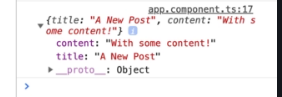 app.component.ts:17
▼{title: "A New Post", content: "With s
ome content!"} i
content: "With some content!"
title: "A New Post"
▶__proto__: Object
>